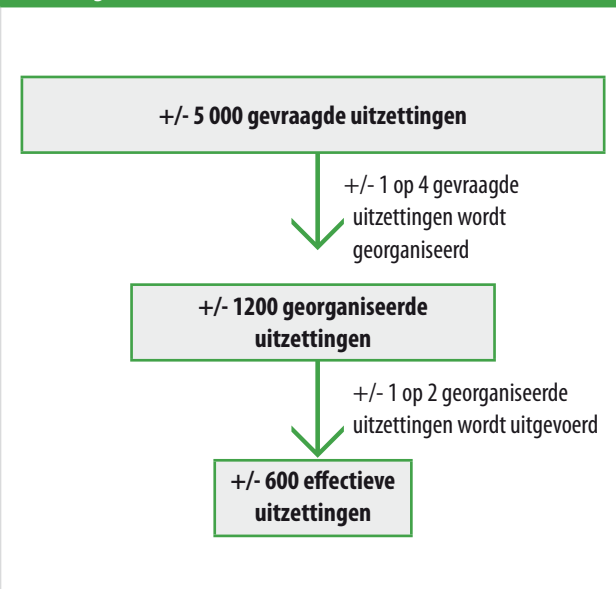 +/- 5 000 gevraagde uitzettingen
+/- 1 op 4 gevraagde
uitzettingen wordt
georganiseerd
+/- 1200 georganiseerde
uitzettingen
+/- 1 op 2 georganiseerde
uitzettingen wordt uitgevoerd
+/- 600 effectieve
uitzettingen